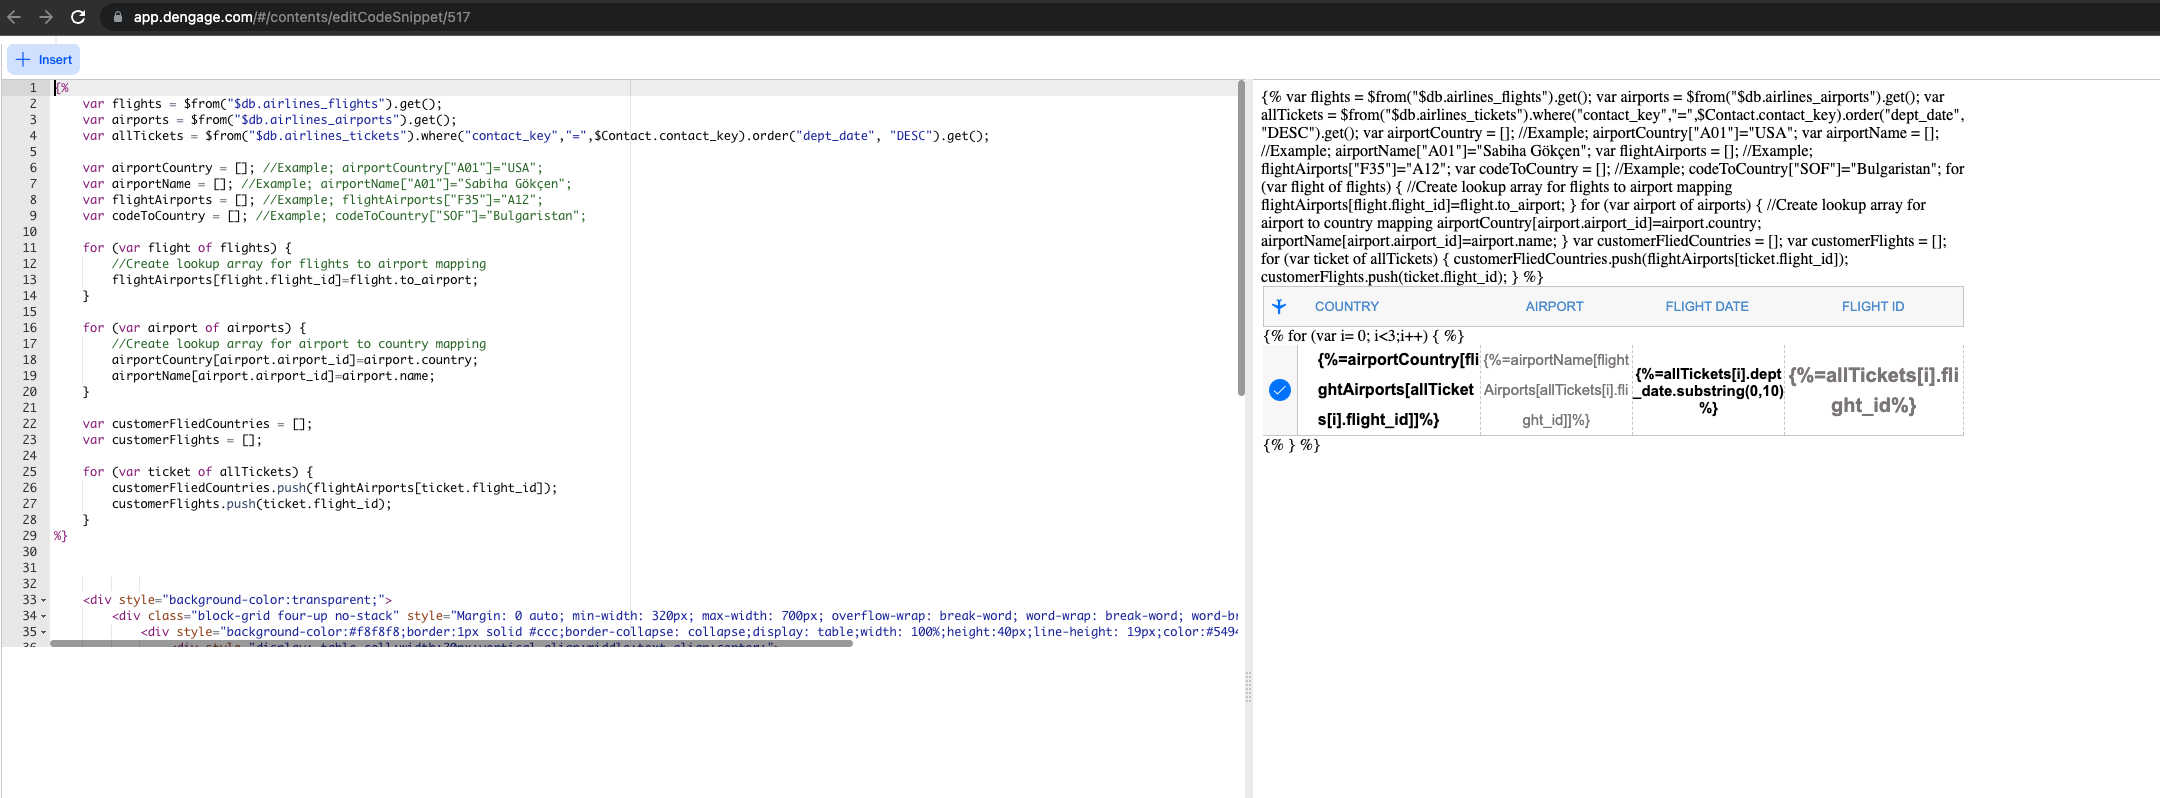 app.dengage.com/#/contents/editCodeSnippet/517
Insert
1 {%
2 var flights = $from("$db.airlines_flights").get();
3 var airports = $from("$db.airlines_airports").get();
4 var allTickets = $from("$db.airlines_tickets").where("contact_key","=",$Contact.contact_key).order("dept_date", "DESC").get();
5
6 var airportCountry = []; //Example; airportCountry["A01"]="USA";
7 var airportName = []; //Example; airportName["A01"]="Sabiha Gökçen";
8 var flightAirports = []; //Example; flightAirports["F35"]="A12";
9 var codeToCountry = []; //Example; codeToCountry["SOF"]="Bulgaristan";
10
11 for (var flight of flights) {
12 //Create lookup array for flights to airport mapping
13 flightAirports[flight.flight_id]=flight.to_airport;
14 }
15
16 for (var airport of airports) {
17 //Create lookup array for airport to country mapping
18 airportCountry[airport.airport_id]=airport.country;
19 airportName[airport.airport_id]=airport.name;
20 }
21
22 var customerFliedCountries = [];
23 var customerFlights = [];
24
25 for (var ticket of allTickets) {
26 customerFliedCountries.push(flightAirports[ticket.flight_id]);
27 customerFlights.push(ticket.flight_id);
28 }
29 %}
30
31
32
33 <div style="background-color:transparent;">
34 <div class="block-grid four-up no-stack" style="Margin: 0 auto; min-width: 320px; max-width: 700px; overflow-wrap: break-word; word-wrap: break-word; word-br
35 <div style="background-color:#f8f8f8;border:1px solid #ccc;border-collapse: collapse;display: table;width: 100%;height:40px;line-height: 19px;color:#5494
{% var flights = $from("$db.airlines_flights").get(); var airports = $from("$db.airlines_airports").get(); var
allTickets = $from("$db.airlines_tickets").where("contact_key","=",$Contact.contact_key).order("dept_date",
"DESC").get(); var airportCountry = []; //Example; airportCountry["A01"]="USA"; var airportName = [];
//Example; airportName["A01"]="Sabiha Gökçen"; var flightAirports = []; //Example;
flightAirports["F35"]="A12"; var codeToCountry = []; //Example; codeToCountry["SOF"]="Bulgaristan"; for
(var flight of flights) { //Create lookup array for flights to airport mapping
flightAirports[flight.flight_id]=flight.to_airport; } for (var airport of airports) { //Create lookup array for
airport to country mapping airportCountry[airport.airport_id]=airport.country;
airportName[airport.airport_id]=airport.name; } var customerFliedCountries = []; var customerFlights = [];
for (var ticket of allTickets) { customerFliedCountries.push(flightAirports[ticket.flight_id]);
customerFlights.push(ticket.flight_id); } %}
COUNTRY AIRPORT FLIGHT DATE FLIGHT ID
{% for (var i= 0; i<3;i++) { %}
{%=airportCountry[fli
ghtAirports[allTicket
s[i].flight_id]]%}
{%=airportName[flight
Airports[allTickets[i].fli
ght_id]]%}
{%=allTickets[i].dept
_date.substring(0,10)
%}
{%=allTickets[i].fli
ght_id%}
{% } %}